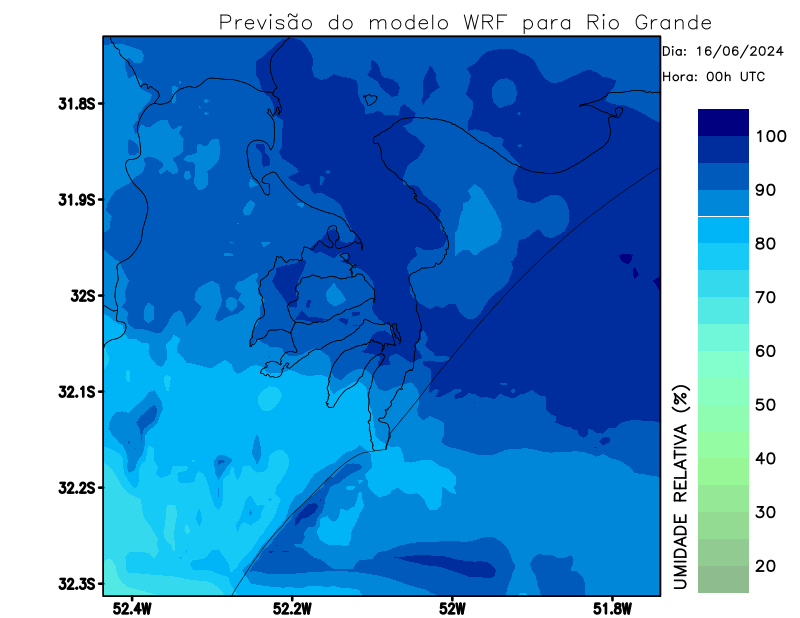 Previsão do modelo WRF para Rio Grande
Dia: 16/06/2024
Hora: 00h UTC
31.8S
31.9S
32S
32.1S
32.2S
32.3S
52.4W
52.2W
52W
51.8W
100
90
80
70
60
50
40
30
20
UMIDADE RELATIVA (%)